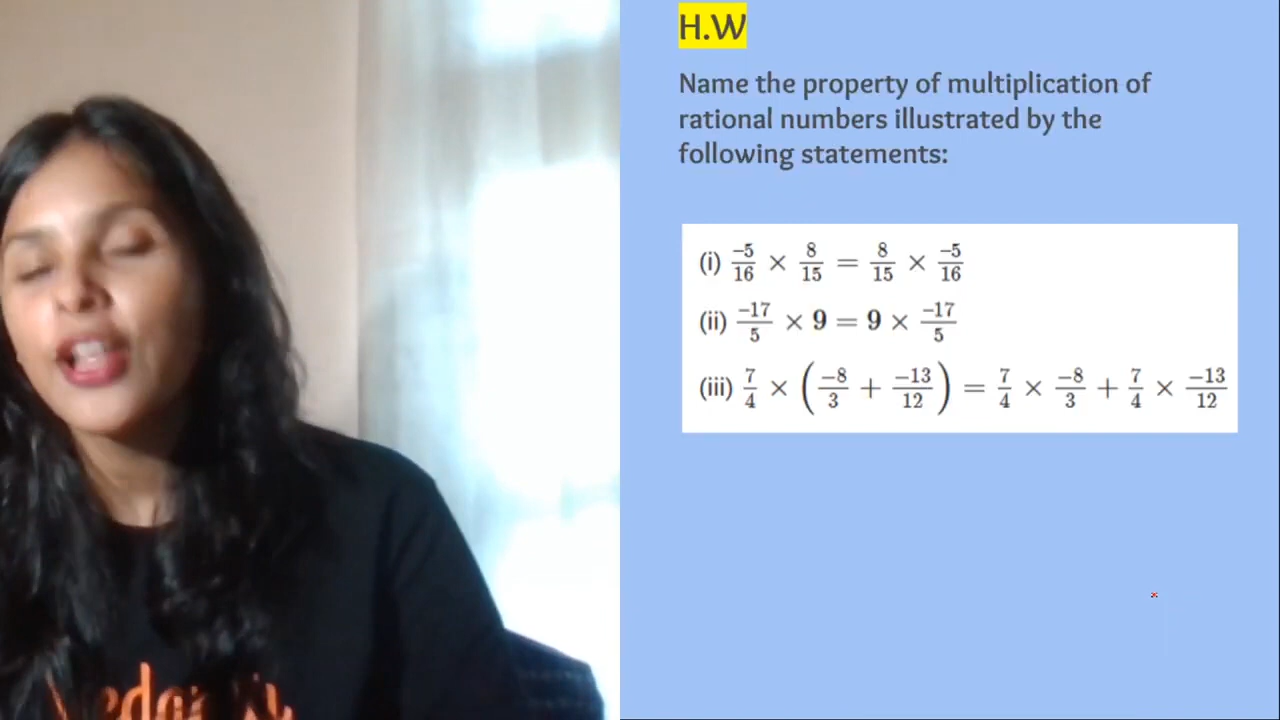 H.W
Name the property of multiplication of
rational numbers illustrated by the
following statements:
(i) -5/16 × 8/15 = 8/15 × -5/16
(ii) -17/5 × 9 = 9 × -17/5
(iii) 7/4 × (-8/3 + -13/12) = 7/4 × -8/3 + 7/4 × -13/12